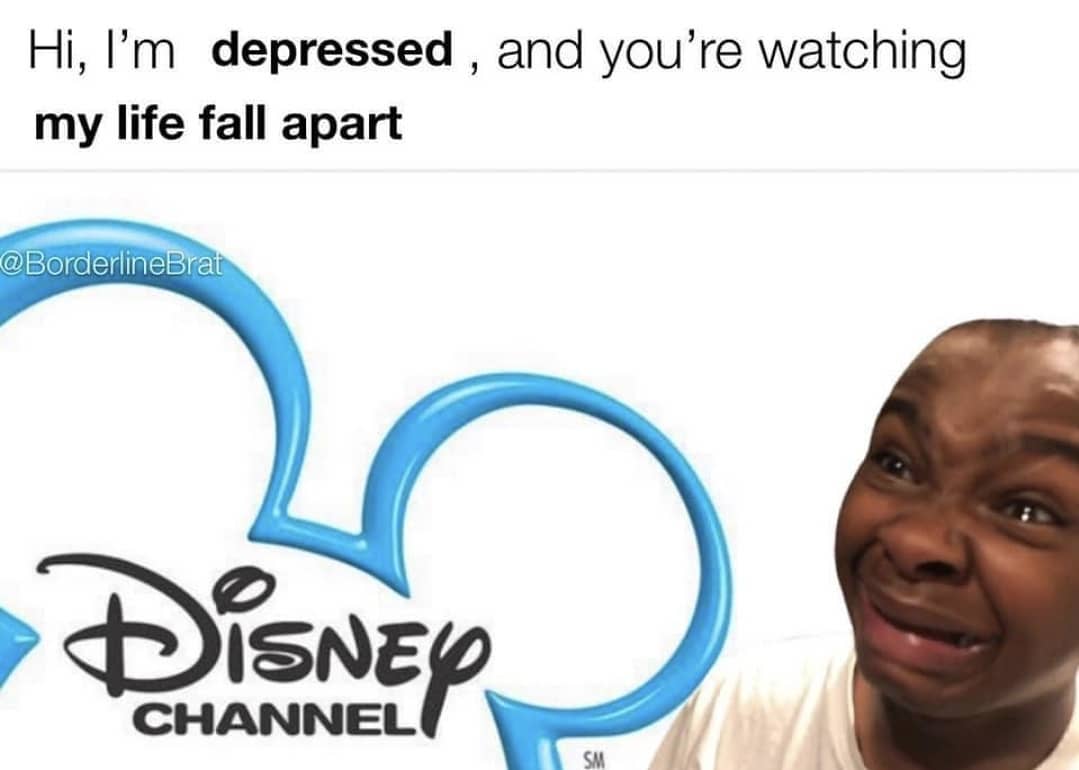 Hi, I’m depressed , and you’re watching
my life fall apart
@BorderlineBrat
DISNEY
CHANNEL
SM